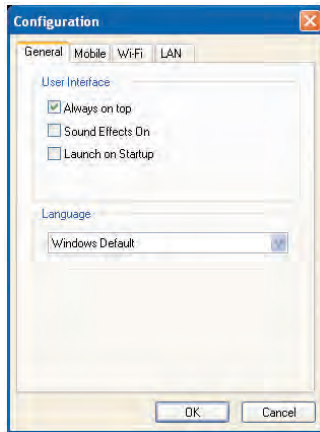 Configuration
General Mobile Wi-Fi LAN
User Interface
Always on top
Sound Effects On
Launch on Startup
Language
Windows Default
OK Cancel